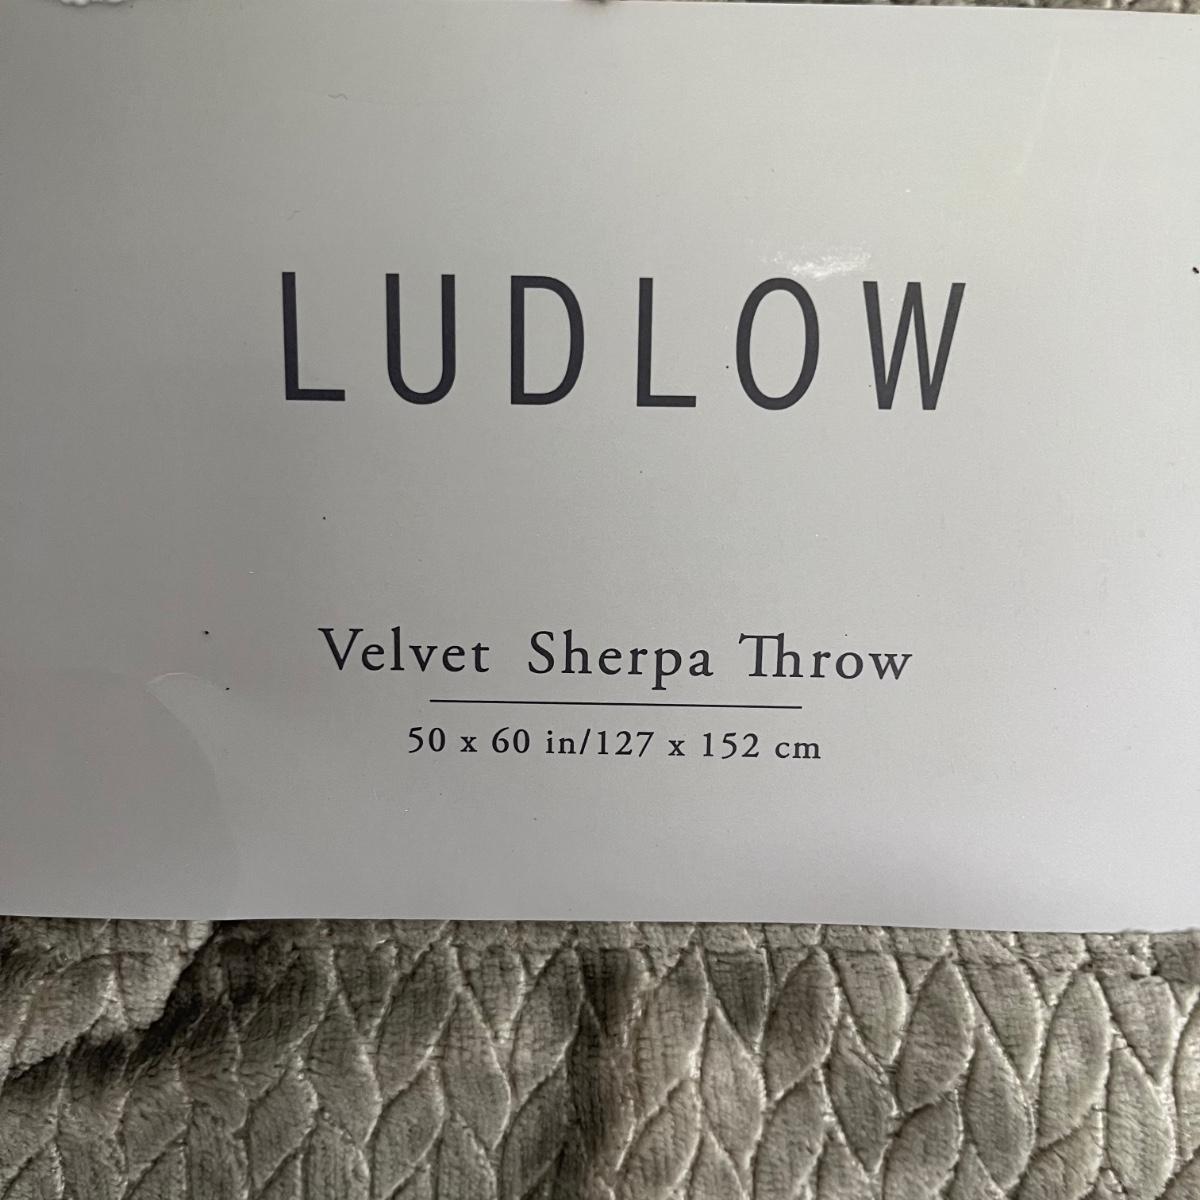 LUDLOW
Velvet Sherpa Throw
50 x 60 in/127 x 152 cm